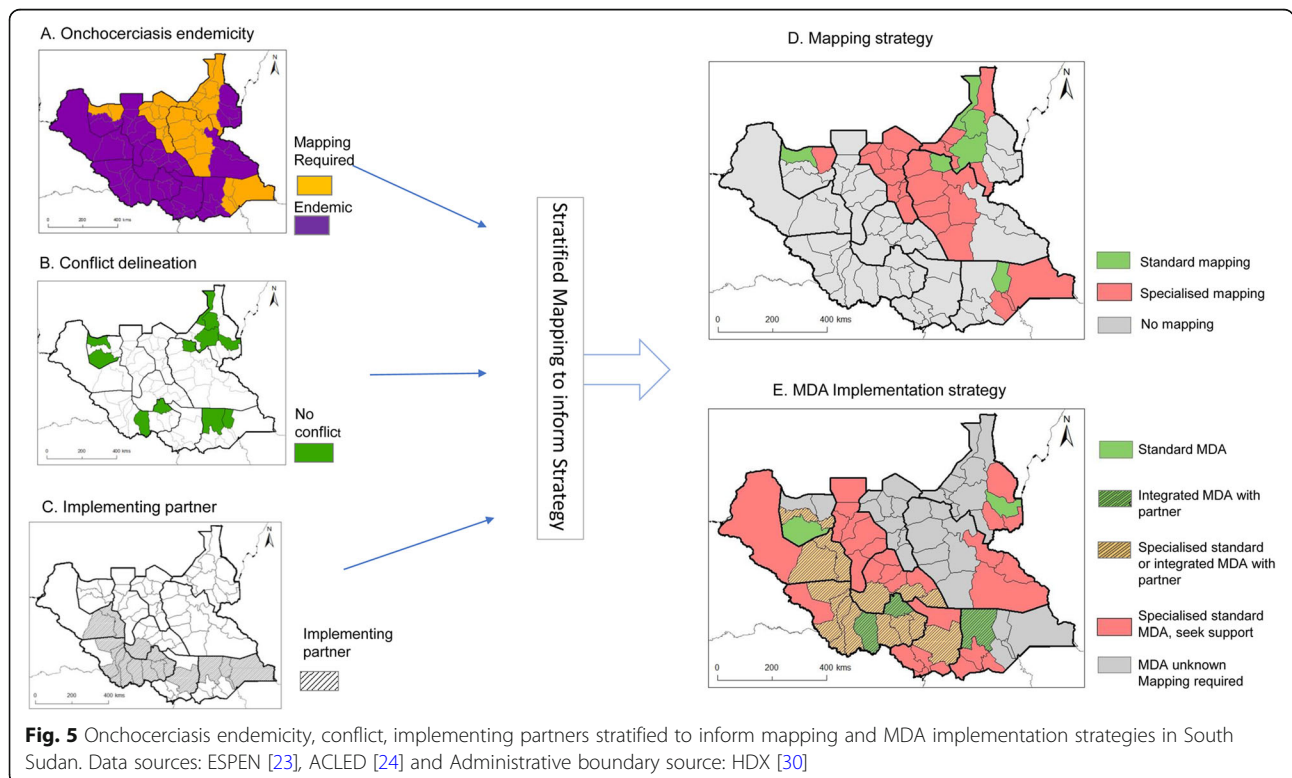 A. Onchocerciasis endemicity
N
0 200 400 kms
Mapping
Required
Endemic
B. Conflict delineation
N
0 200 400 kms
No
conflict
C. Implementing partner
N
0 200 400 kms
Implementing
partner
Stratified Mapping to inform
Strategy
D. Mapping strategy
N
0 200 400 kms
Standard mapping
Specialised mapping
No mapping
E. MDA Implementation strategy
N
0 200 400 kms
Standard MDA
Integrated MDA with
partner
Specialised standard
or integrated MDA with
partner
Specialised standard
MDA, seek support
MDA unknown
Mapping required
Fig. 5 Onchocerciasis endemicity, conflict, implementing partners stratified to inform mapping and MDA implementation strategies in South
Sudan. Data sources: ESPEN [23], ACLED [24] and Administrative boundary source: HDX [30]